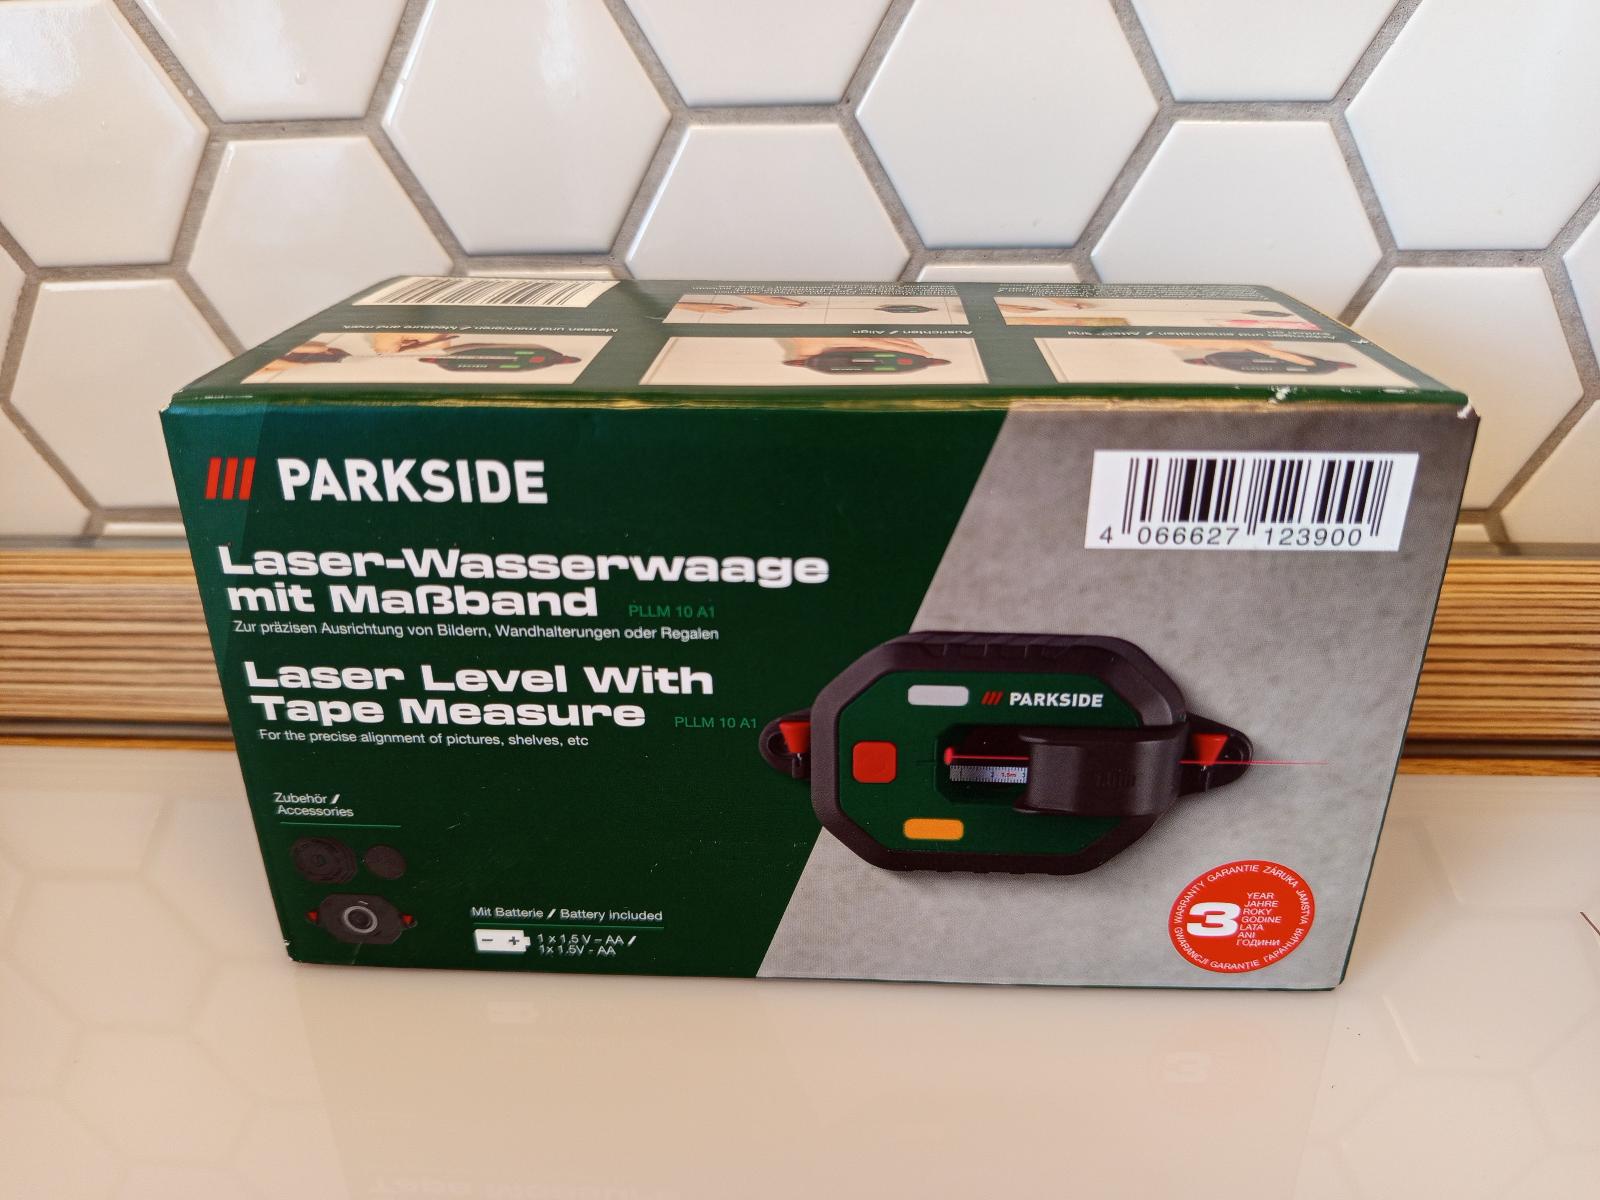 Messen und markieren / Measure and mark
Ausrichten / Align
PARKSIDE
4 066627 123900
Laser-Wasserwaage
mit Maßband PLLM 10 A1
Zur präzisen Ausrichtung von Bildern, Wandhalterungen oder Regalen
Laser Level With
Tape Measure PLLM 10 A1
For the precise alignment of pictures, shelves, etc
PARKSIDE
1.5m
Zubehör /
Accessories
Mit Batterie / Battery included
1 x 1,5 V – AA /
1x 1.5V - AA
WARRANTY GARANTIE ZÁRUKA JAMSTVA
GWARANCJI GARANȚIE ГАРАНЦИЯ
3
YEAR
JAHRE
ROKY
GODINE
LATA
ANI
ГОДИНИ